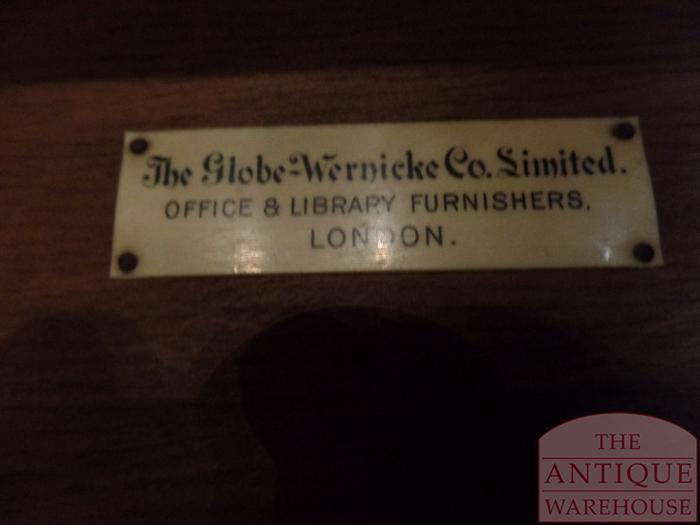 The Globe-Wernicke Co. Limited.
OFFICE & LIBRARY FURNISHERS.
LONDON.
THE
ANTIQUE
WAREHOUSE